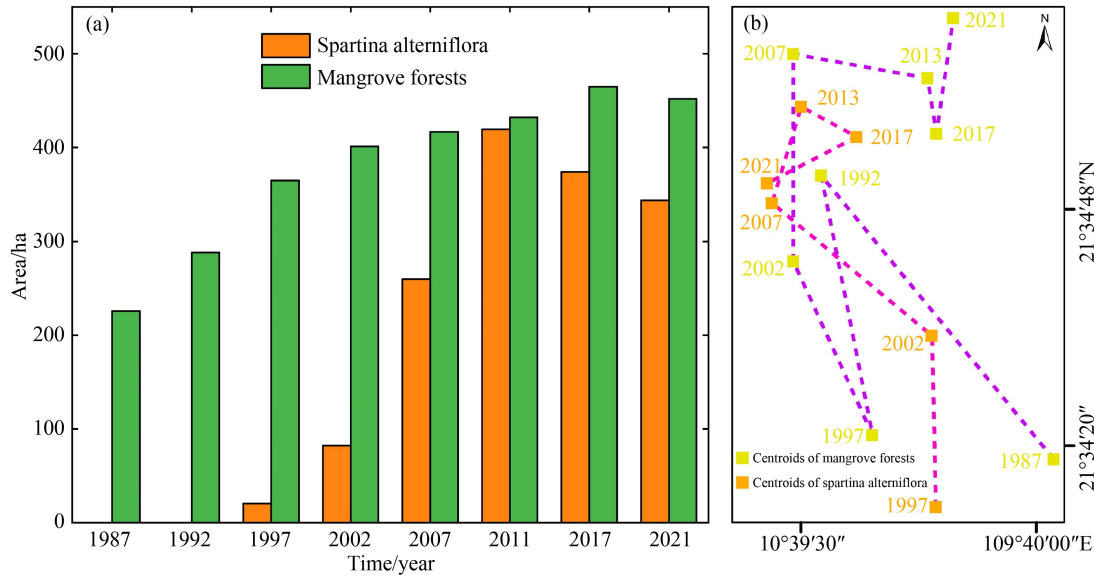 (a)
Spartina alterniflora
Mangrove forests
Area/ha
500
400
300
200
100
0
1987 1992 1997 2002 2007 2011 2017 2021
Time/year
(b)
N
2021
2007
2013
2013
2017
2017
2021
1992
2007
2002
2002
1997
1987
1997
Centroids of mangrove forests
Centroids of spartina alterniflora
21°34′48″N
21°34′20″
10°39′30″ 109°40′00″E